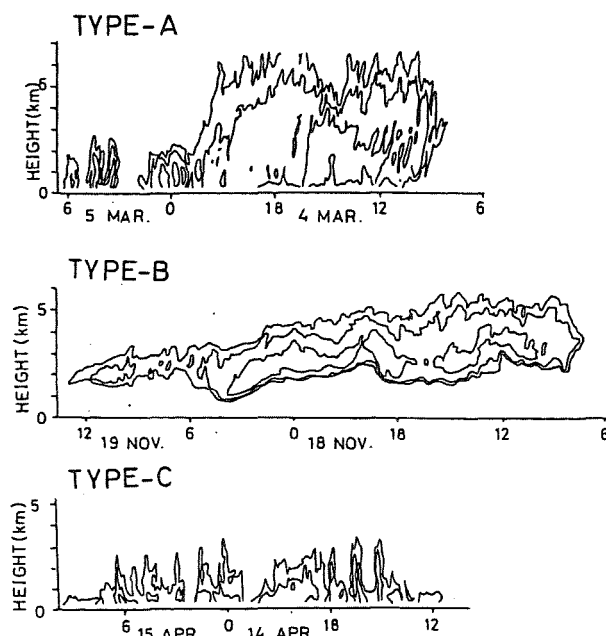 TYPE-A
HEIGHT(km)
5
0
6 0 18 12 6
5 MAR. 4 MAR.
TYPE-B
HEIGHT (km)
5
0
12 6 0 18 12 6
19 NOV. 18 NOV.
TYPE-C
HEIGHT (km)
5
0
6 0 18 12
15 APR. 14 APR.